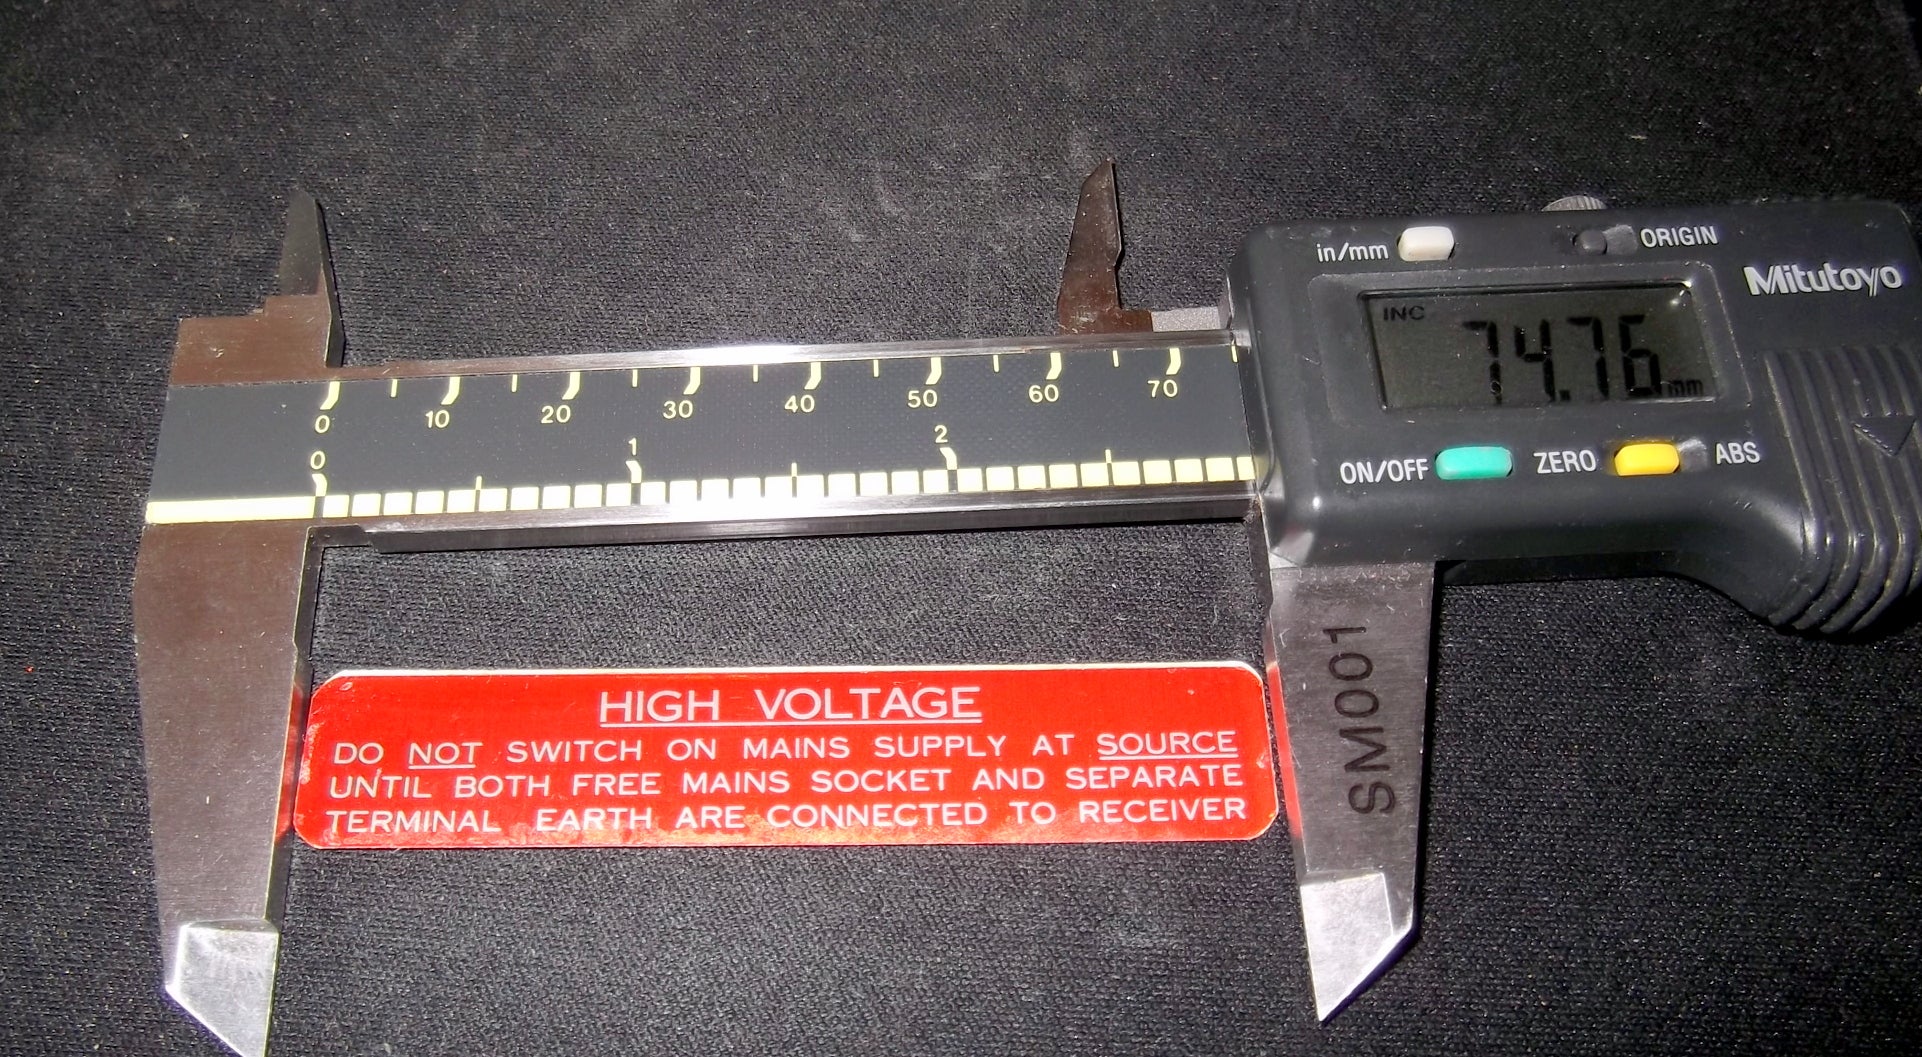 in/mm ORIGIN
Mitutoyo
INC 74.76 mm
ON/OFF ZERO ABS
0 10 20 30 40 50 60 70
0 1 2
SM001
HIGH VOLTAGE
DO NOT SWITCH ON MAINS SUPPLY AT SOURCE
UNTIL BOTH FREE MAINS SOCKET AND SEPARATE
TERMINAL EARTH ARE CONNECTED TO RECEIVER